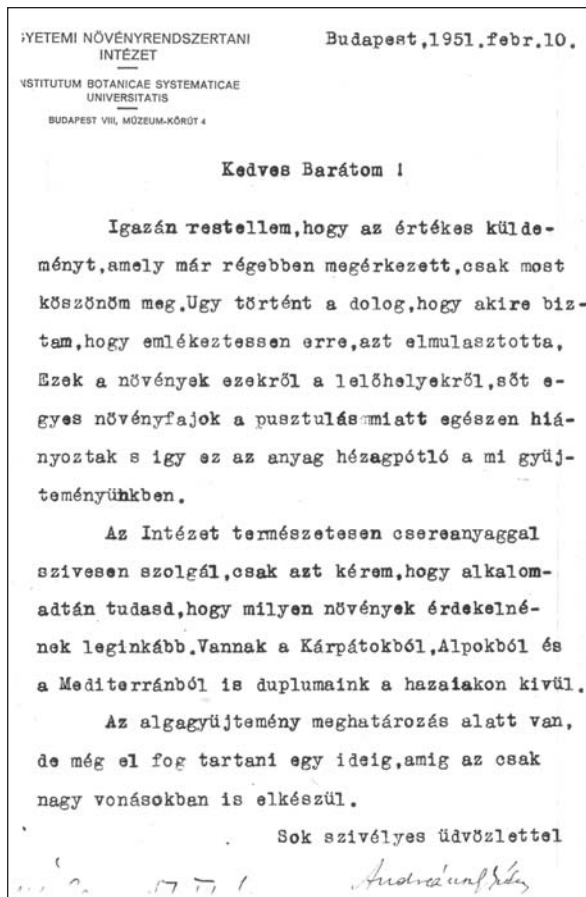 GYETEMI NÖVÉNYRENDSZERTANI
INTÉZET
NSTITUTUM BOTANICAE SYSTEMATICAE
UNIVERSITATIS
BUDAPEST VIII, MÚZEUM-KÖRÚT 4
Budapest,1951.febr.10.
Kedves Barátom !
Igazán restellem,hogy az értékes külde-
ményt,amely már régebben megérkezett,csak most
köszönöm meg.Ugy történt a dolog,hogy akire biz-
tam,hogy emlékeztessen erre,azt elmulasztotta,
Ezek a növények ezekről a lelőhelyekről,sőt e-
gyes növényfajok a pusztulás miatt egészen hiá-
nyoztak s igy ez az anyag hézagpótló a mi gyüj-
teményünkben.
Az Intézet természetesen csereanyaggal
szivesen szolgál,csak azt kérem,hogy alkalom-
adtán tudasd,hogy milyen növények érdekelné-
nek leginkább.Vannak a Kárpátokból,Alpokból és
a Mediterránból is duplumaink a hazaiakon kivül.
Az algagyüjtemény meghatározás alatt van,
de még el fog tartani egy ideig,amig az csak
nagy vonásokban is elkészül.
Sok szivélyes üdvözlettel